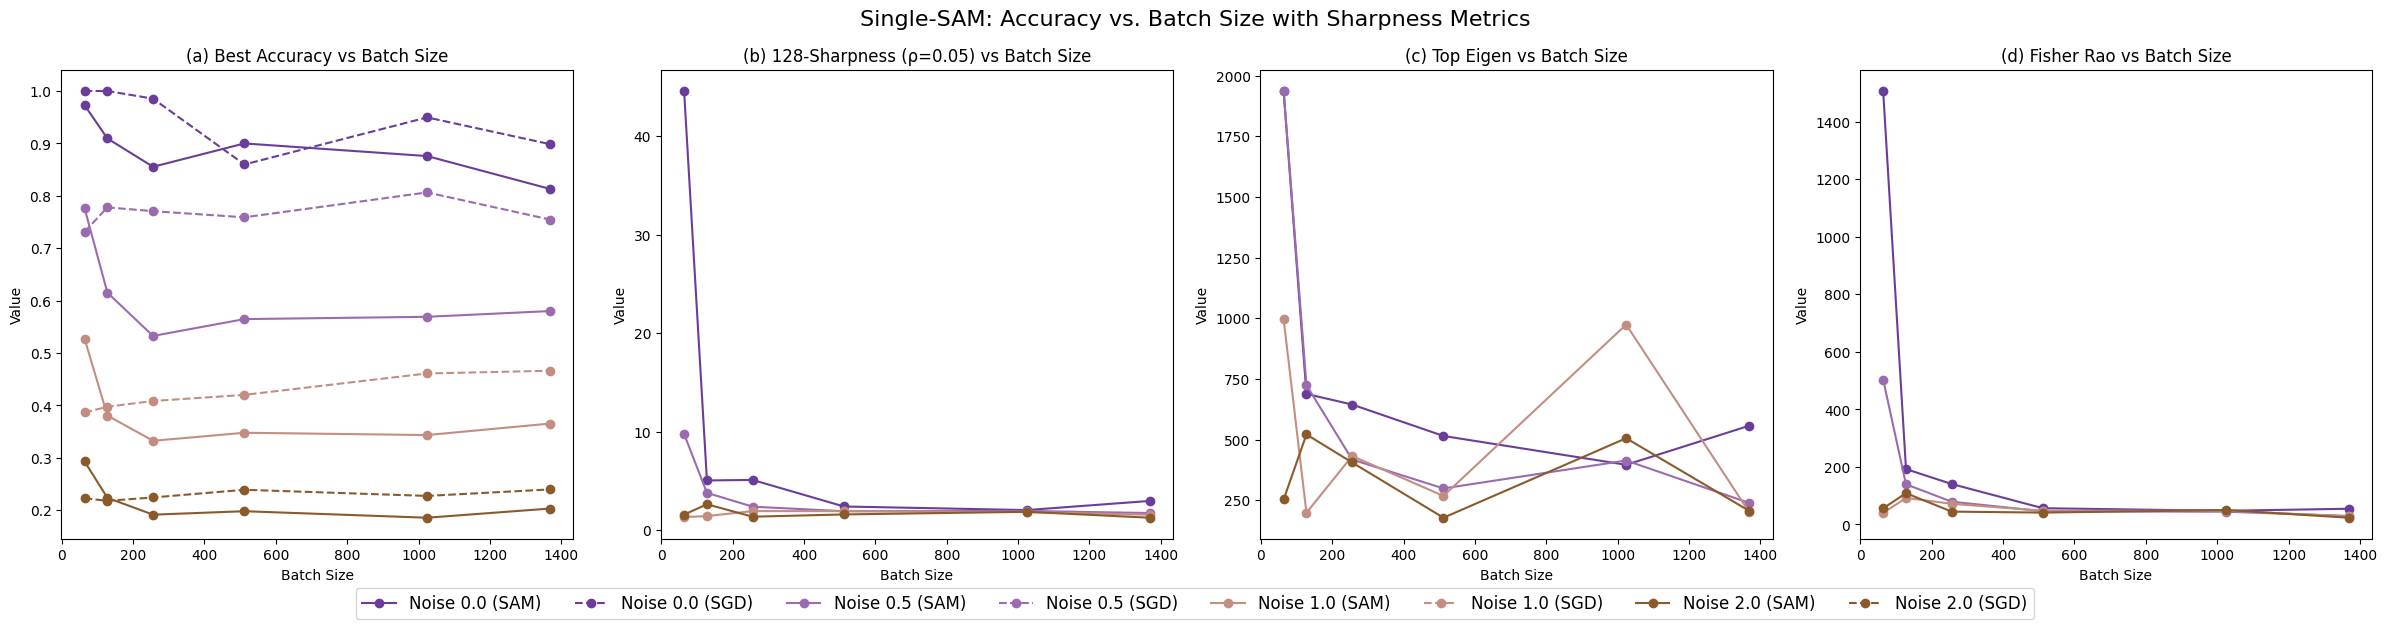 Single-SAM: Accuracy vs. Batch Size with Sharpness Metrics
(a) Best Accuracy vs Batch Size
1.0
0.9
0.8
0.7
0.6
0.5
0.4
0.3
0.2
Value
0 200 400 600 800 1000 1200 1400
Batch Size
(b) 128-Sharpness (ρ=0.05) vs Batch Size
40
30
20
10
0
Value
0 200 400 600 800 1000 1200 1400
Batch Size
(c) Top Eigen vs Batch Size
2000
1750
1500
1250
1000
750
500
250
Value
0 200 400 600 800 1000 1200 1400
Batch Size
(d) Fisher Rao vs Batch Size
1400
1200
1000
800
600
400
200
0
Value
0 200 400 600 800 1000 1200 1400
Batch Size
Noise 0.0 (SAM) Noise 0.0 (SGD) Noise 0.5 (SAM) Noise 0.5 (SGD) Noise 1.0 (SAM) Noise 1.0 (SGD) Noise 2.0 (SAM) Noise 2.0 (SGD)